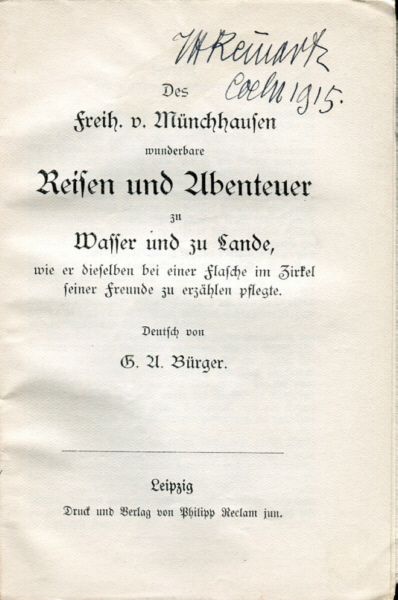 Reinartz
Coeln 1915.
Des
Freih. v. Münchhausen
wunderbare
Reisen und Abenteuer
zu
Wasser und zu Lande,
wie er dieselben bei einer Flasche im Zirkel
seiner Freunde zu erzählen pflegte.
Deutsch von
G. A. Bürger.
Leipzig
Druck und Verlag von Philipp Reclam jun.